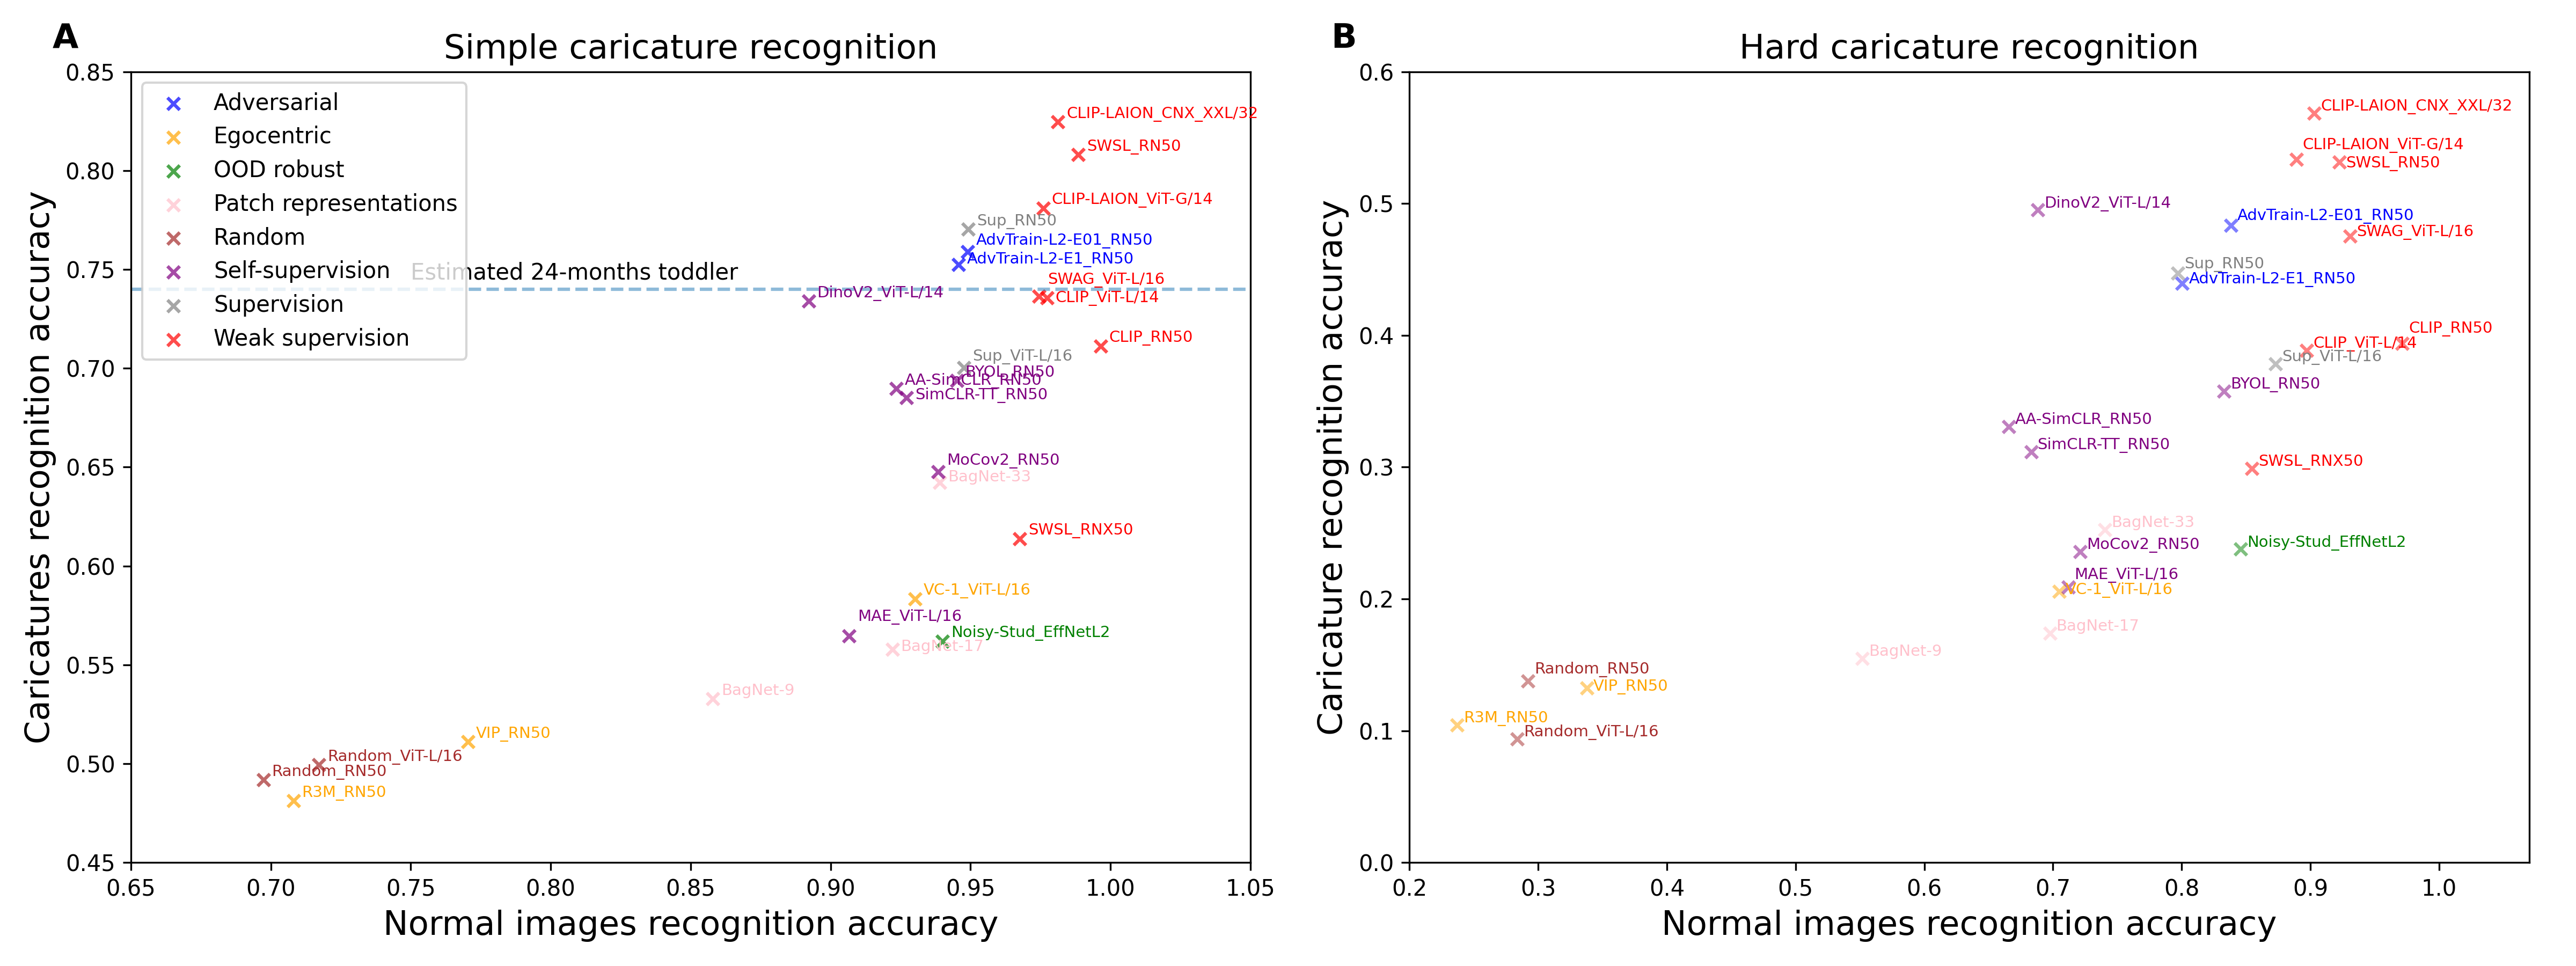 A
Simple caricature recognition
Caricatures recognition accuracy
0.85
0.80
0.75
0.70
0.65
0.60
0.55
0.50
0.45
Adversarial
Egocentric
OOD robust
Patch representations
Random
Self-supervision
Supervision
Weak supervision
Estimated 24-months toddler
CLIP-LAION_CNX_XXL/32
SWSL_RN50
CLIP-LAION_ViT-G/14
Sup_RN50
AdvTrain-L2-E01_RN50
AdvTrain-L2-E1_RN50
SWAG_ViT-L/16
DinoV2_ViT-L/14
CLIP_ViT-L/14
CLIP_RN50
Sup_ViT-L/16
BYOL_RN50
AA-SimCLR_RN50
SimCLR-TT_RN50
MoCov2_RN50
BagNet-33
SWSL_RNX50
VC-1_ViT-L/16
MAE_ViT-L/16
Noisy-Stud_EffNetL2
BagNet-17
BagNet-9
VIP_RN50
Random_ViT-L/16
Random_RN50
R3M_RN50
0.65 0.70 0.75 0.80 0.85 0.90 0.95 1.00 1.05
Normal images recognition accuracy
B
Hard caricature recognition
Caricature recognition accuracy
0.6
0.5
0.4
0.3
0.2
0.1
0.0
CLIP-LAION_CNX_XXL/32
CLIP-LAION_ViT-G/14
SWSL_RN50
DinoV2_ViT-L/14
AdvTrain-L2-E01_RN50
SWAG_ViT-L/16
Sup_RN50
AdvTrain-L2-E1_RN50
CLIP_RN50
CLIP_ViT-L/14
Sup_ViT-L/16
BYOL_RN50
AA-SimCLR_RN50
SimCLR-TT_RN50
SWSL_RNX50
BagNet-33
MoCov2_RN50
Noisy-Stud_EffNetL2
MAE_ViT-L/16
VC-1_ViT-L/16
BagNet-17
BagNet-9
Random_RN50
VIP_RN50
R3M_RN50
Random_ViT-L/16
0.2 0.3 0.4 0.5 0.6 0.7 0.8 0.9 1.0
Normal images recognition accuracy